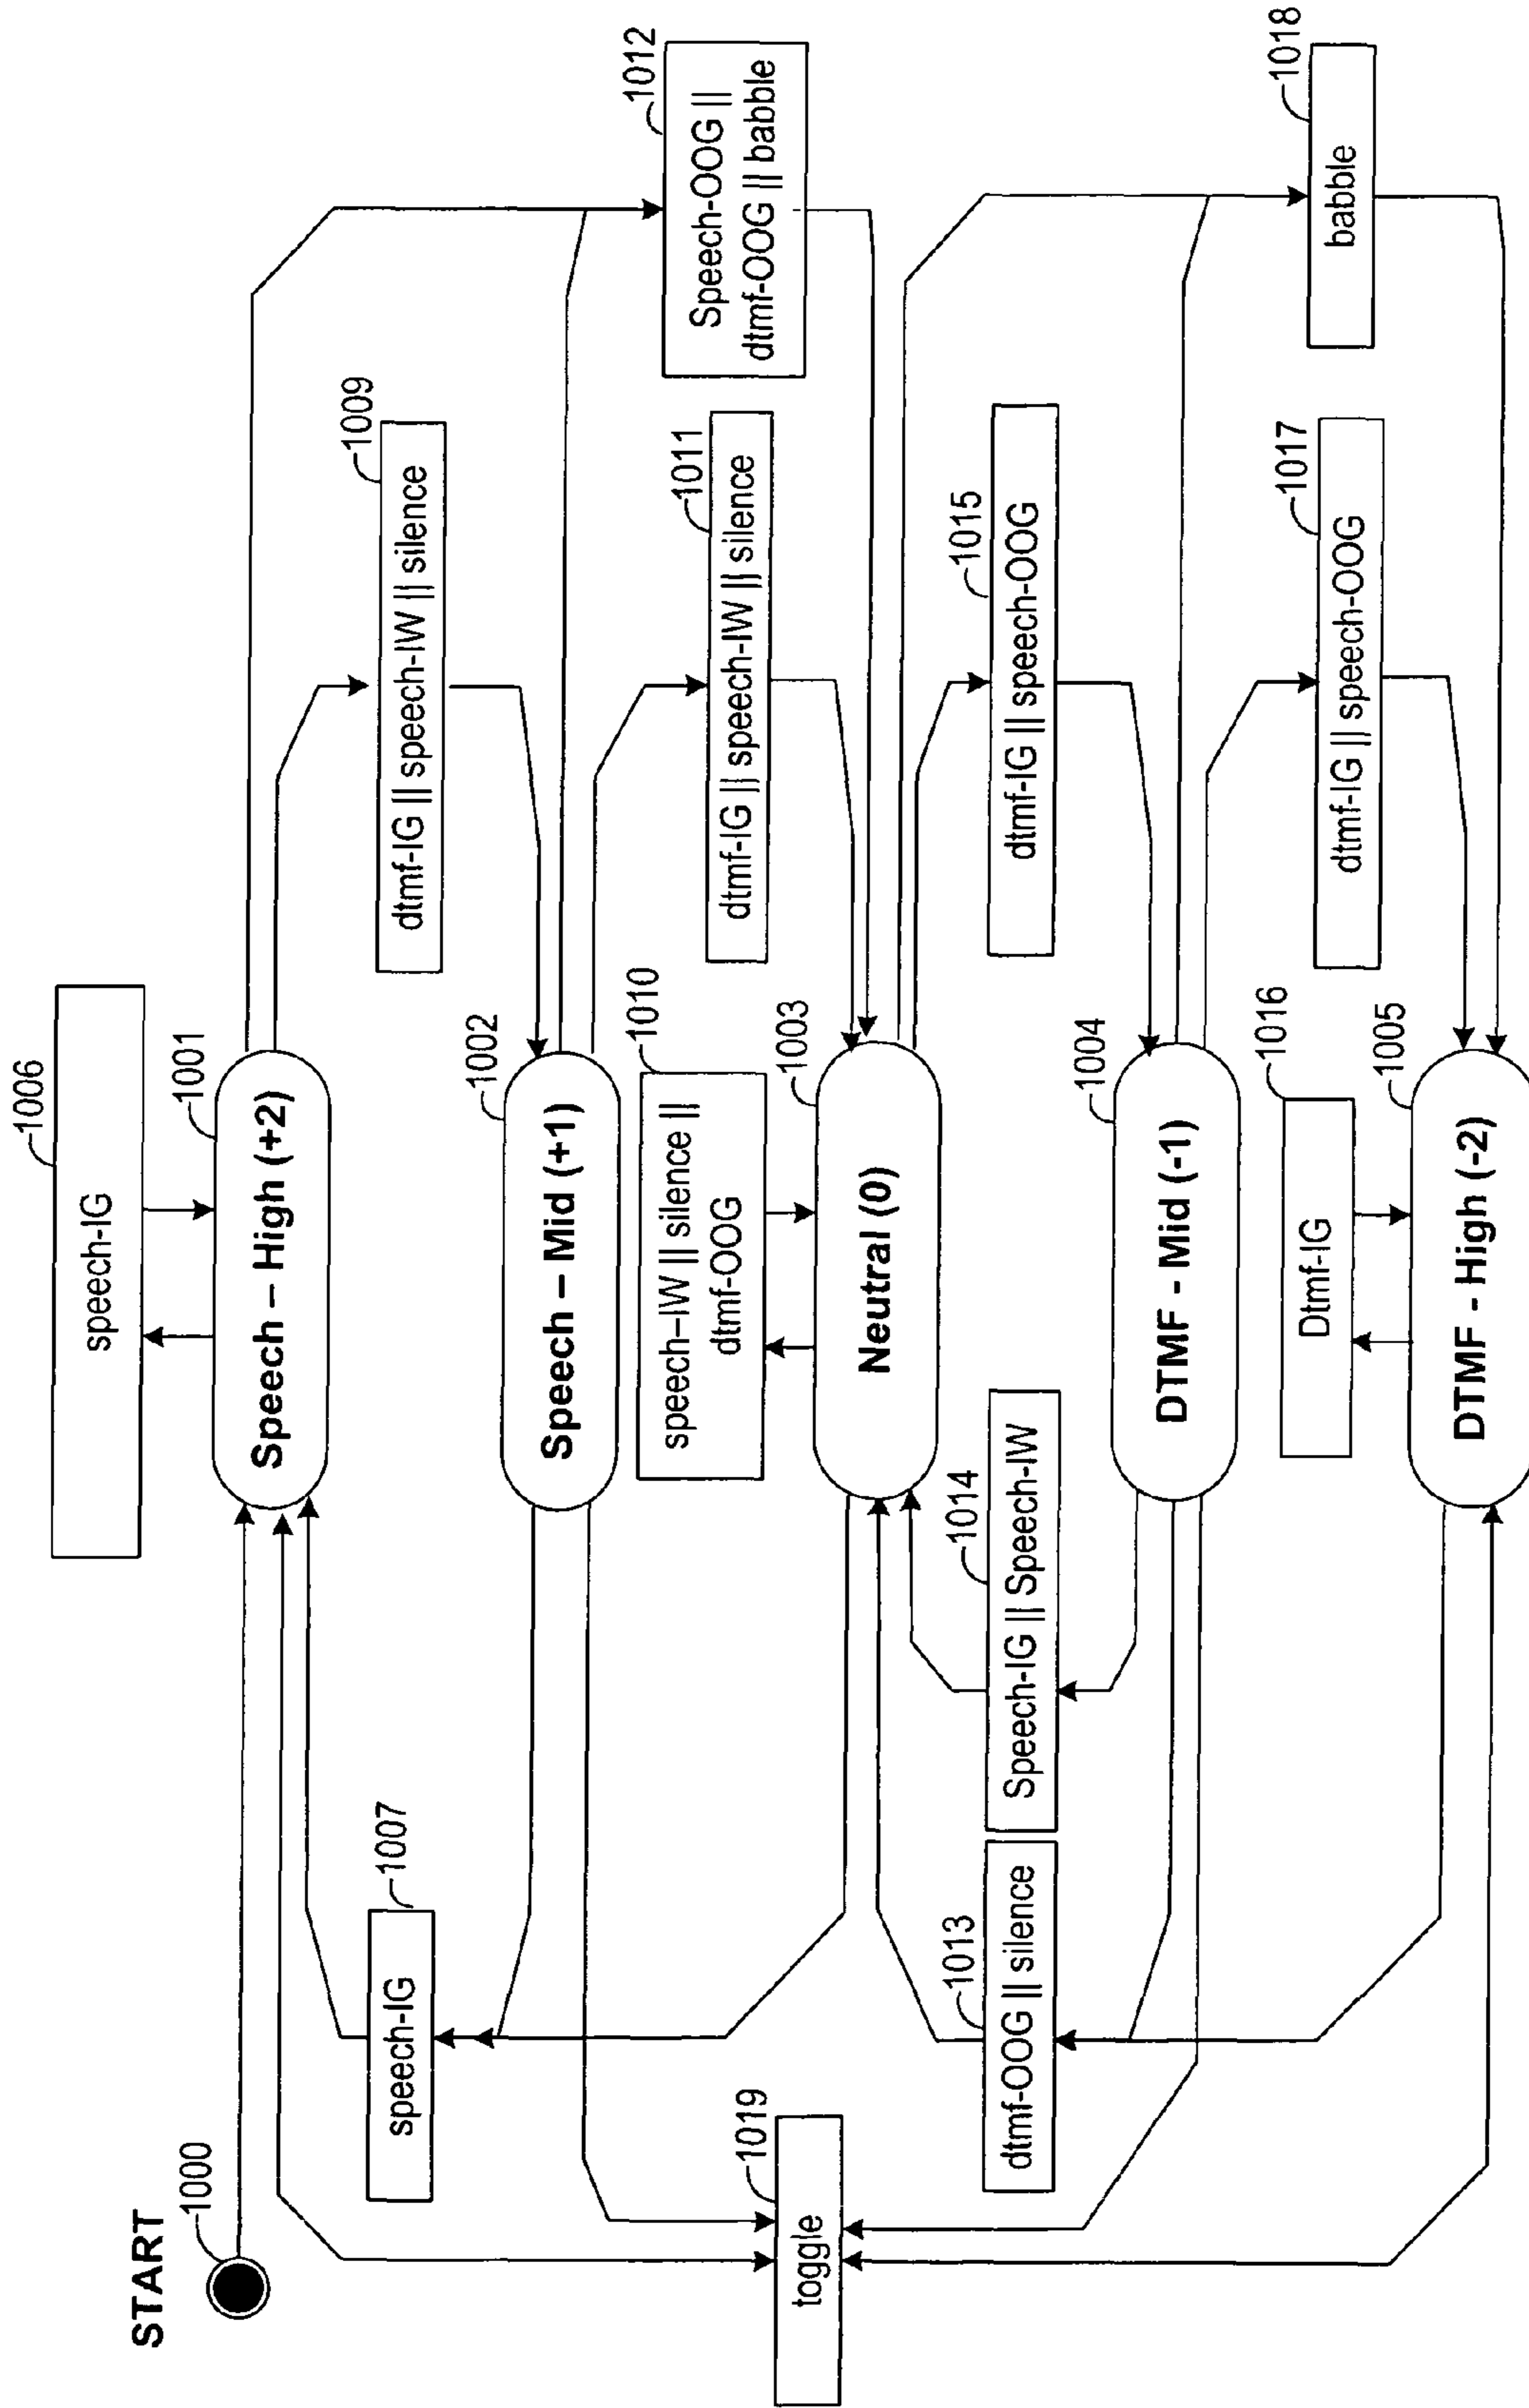 START
1000
1006
speech-IG
1001
Speech – High (+2)
1007
speech-IG
1009
dtmf-IG || speech-IW || silence
1012
Speech-OOG ||
dtmf-OOG || babble
1002
Speech – Mid (+1)
1019
toggle
1010
speech–IW || silence ||
dtmf-OOG
1011
dtmf-IG || speech-IW || silence
1003
Neutral (0)
1013
dtmf-OOG || silence
1014
Speech-IG || Speech-IW
1015
dtmf-IG || speech-OOG
1004
DTMF - Mid (-1)
1016
Dtmf-IG
1017
dtmf-IG || speech-OOG
1018
babble
1005
DTMF - High (-2)